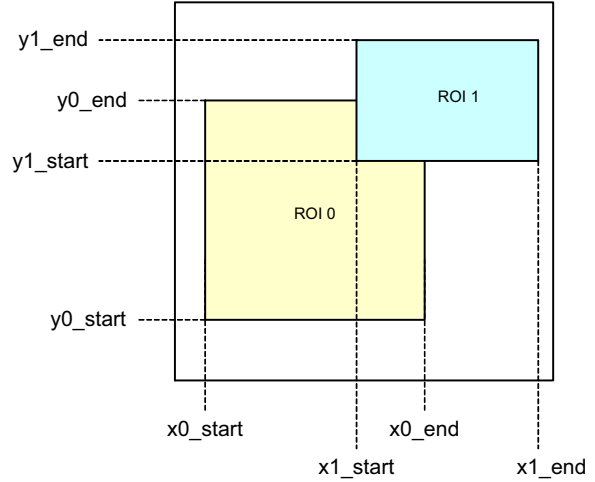 y1_end
ROI 1
y0_end
y1_start
ROI 0
y0_start
x0_start
x0_end
x1_start
x1_end